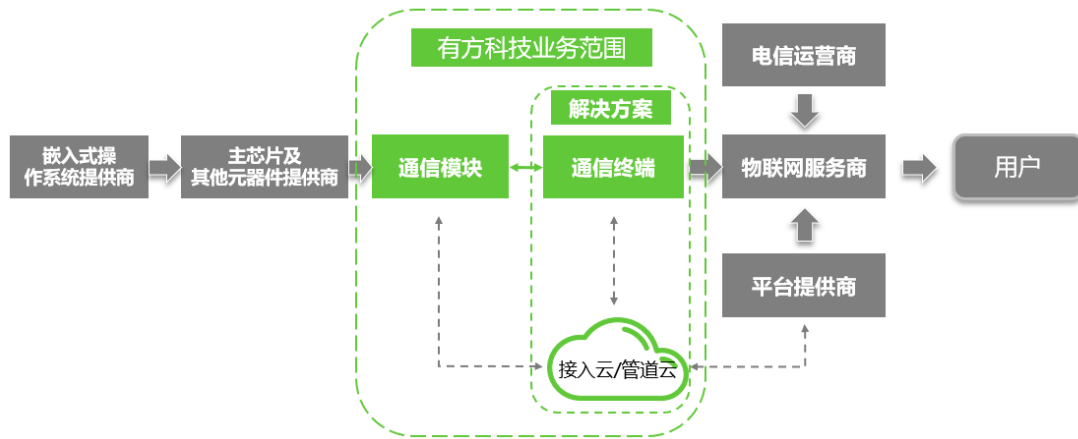 有方科技业务范围
电信运营商
解决方案
嵌入式操
作系统提供商
主芯片及
其他元器件提供商
通信模块
通信终端
物联网服务商
用户
平台提供商
接入云/管道云